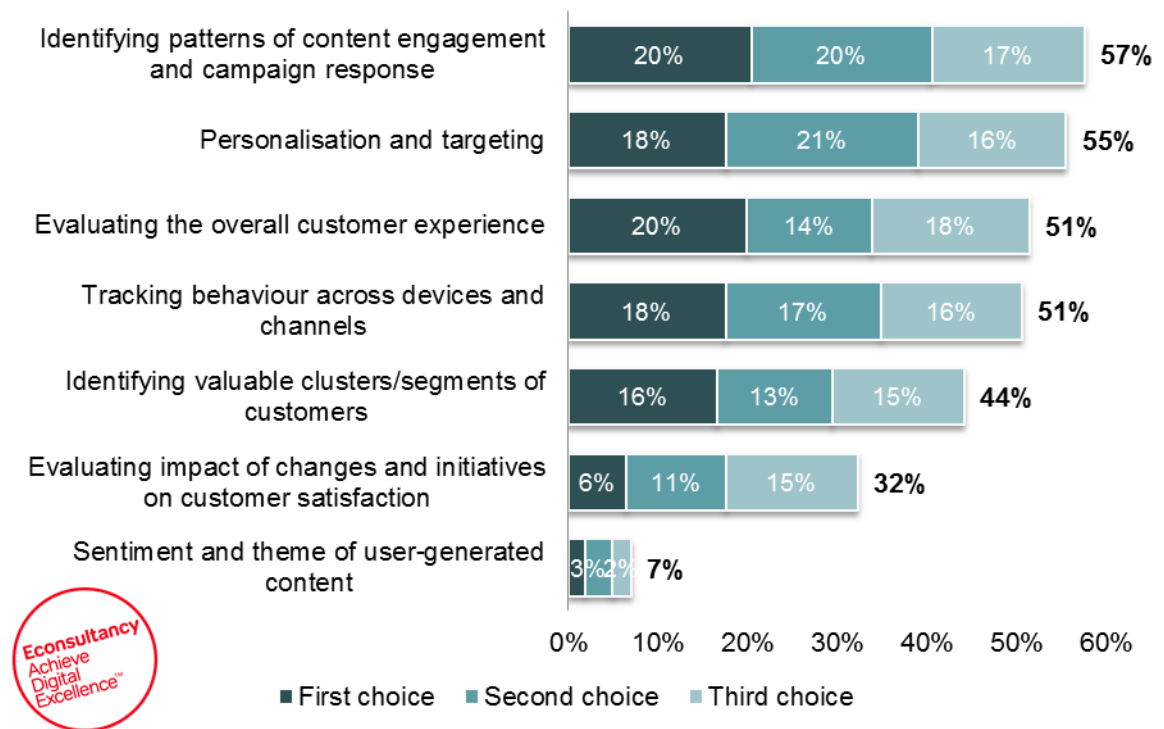 Identifying patterns of content engagement
and campaign response
20%
20%
17%
57%
Personalisation and targeting
18%
21%
16%
55%
Evaluating the overall customer experience
20%
14%
18%
51%
Tracking behaviour across devices and
channels
18%
17%
16%
51%
Identifying valuable clusters/segments of
customers
16%
13%
15%
44%
Evaluating impact of changes and initiatives
on customer satisfaction
6%
11%
15%
32%
Sentiment and theme of user-generated
content
3%
2%
7%
0%
10%
20%
30%
40%
50%
60%
First choice
Second choice
Third choice
Econsultancy
Achieve
Digital
Excellence™